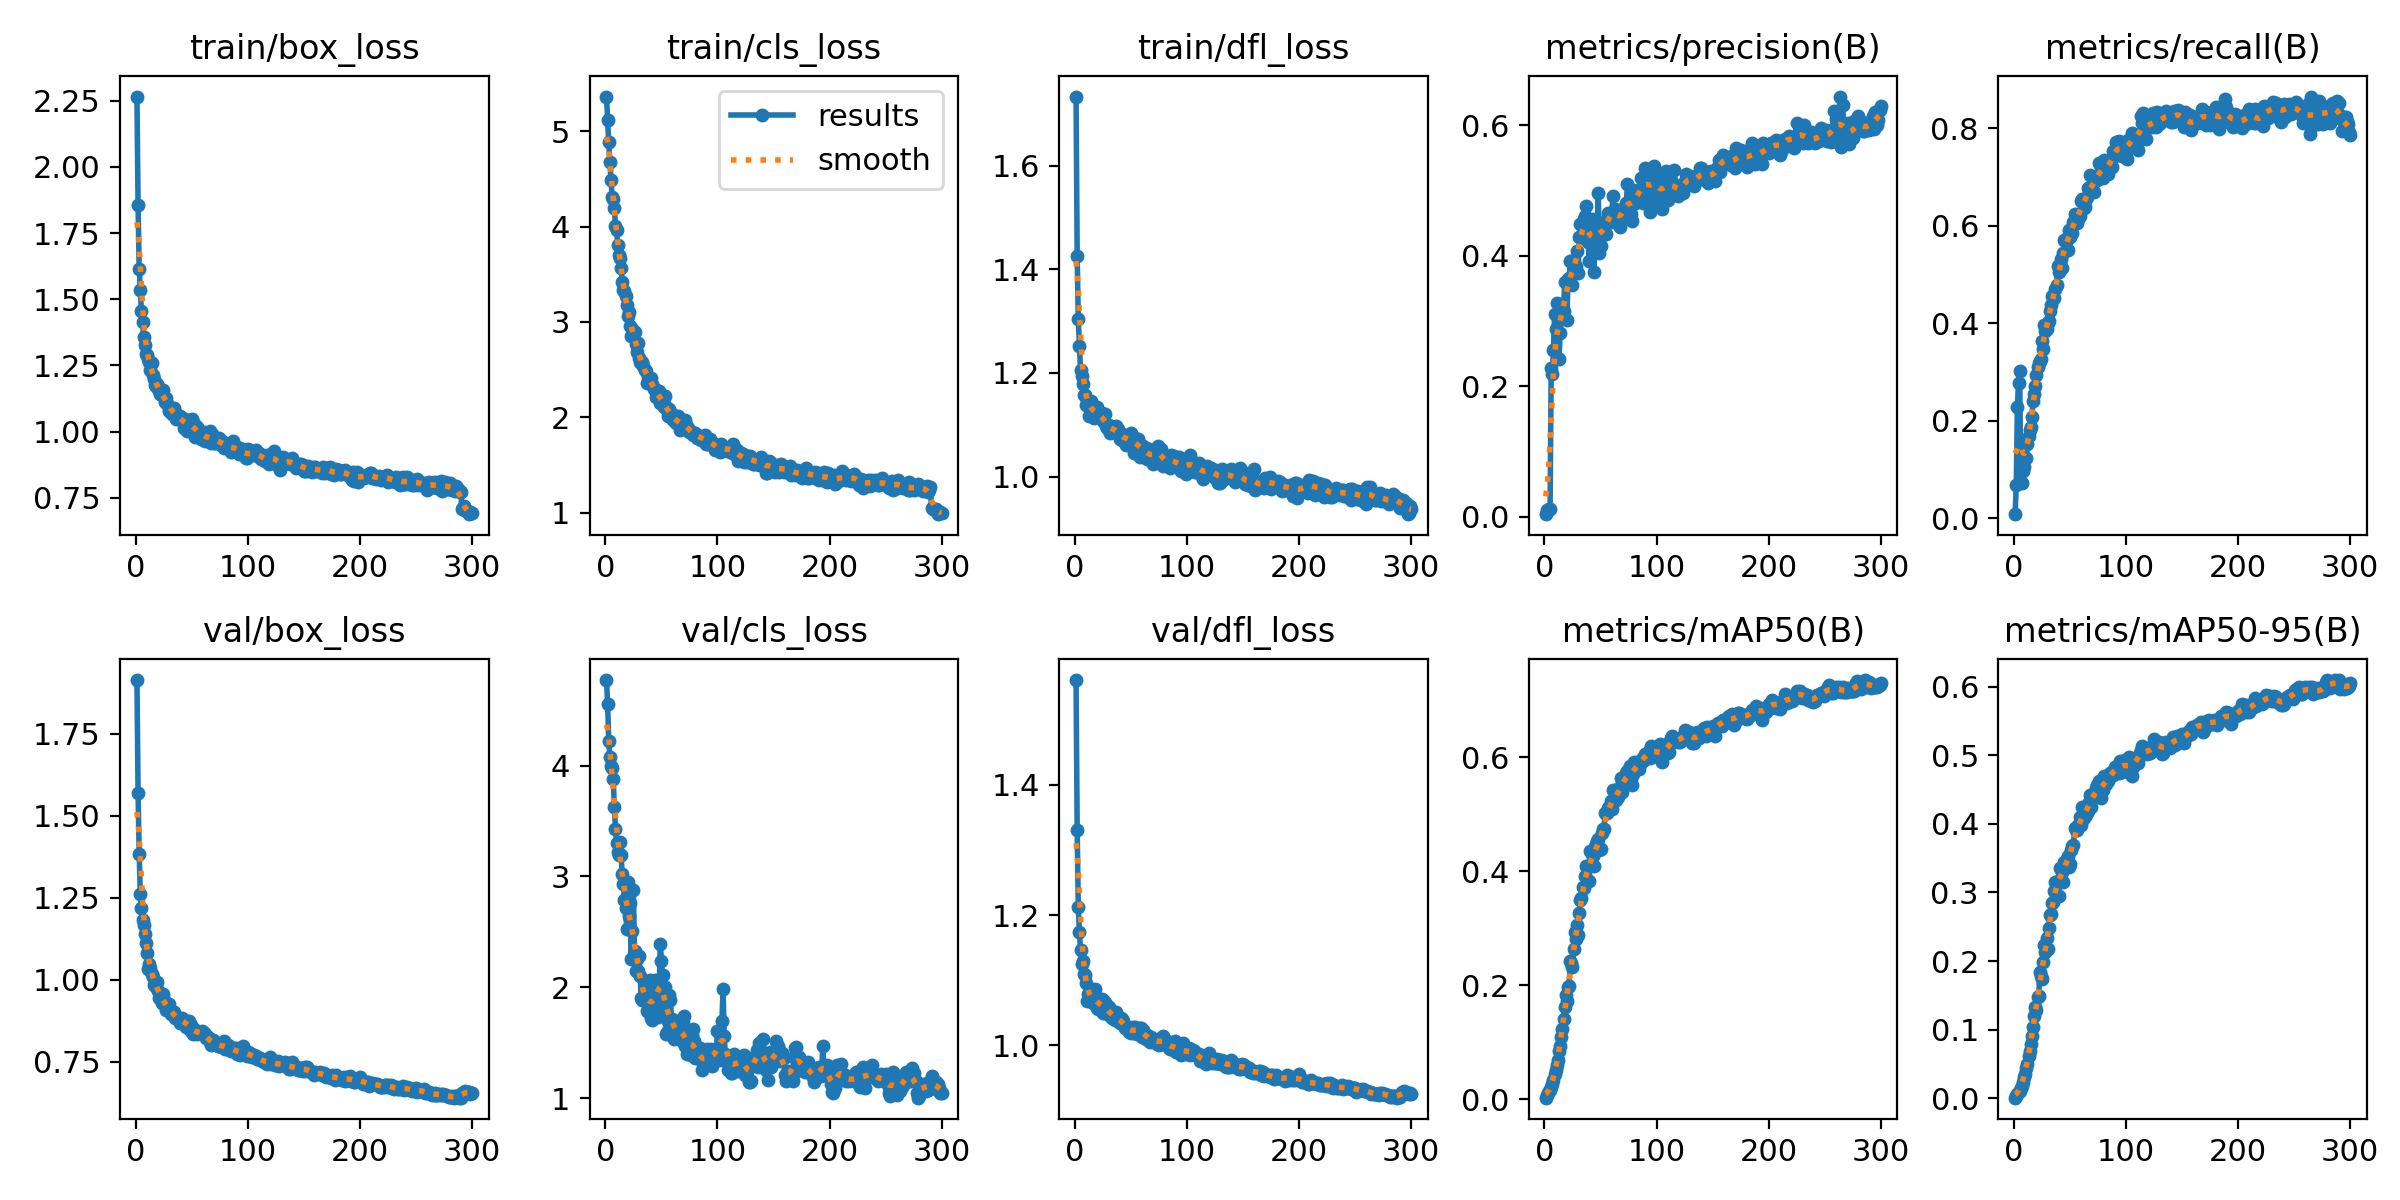 train/box_loss
train/cls_loss
train/dfl_loss
metrics/precision(B)
metrics/recall(B)
2.25
2.00
1.75
1.50
1.25
1.00
0.75
0 100 200 300
results
smooth
5
4
3
2
1
0 100 200 300
1.6
1.4
1.2
1.0
0 100 200 300
0.6
0.4
0.2
0.0
0 100 200 300
0.8
0.6
0.4
0.2
0.0
0 100 200 300
val/box_loss
val/cls_loss
val/dfl_loss
metrics/mAP50(B)
metrics/mAP50-95(B)
1.75
1.50
1.25
1.00
0.75
0 100 200 300
4
3
2
1
0 100 200 300
1.4
1.2
1.0
0 100 200 300
0.6
0.4
0.2
0.0
0 100 200 300
0.6
0.5
0.4
0.3
0.2
0.1
0.0
0 100 200 300